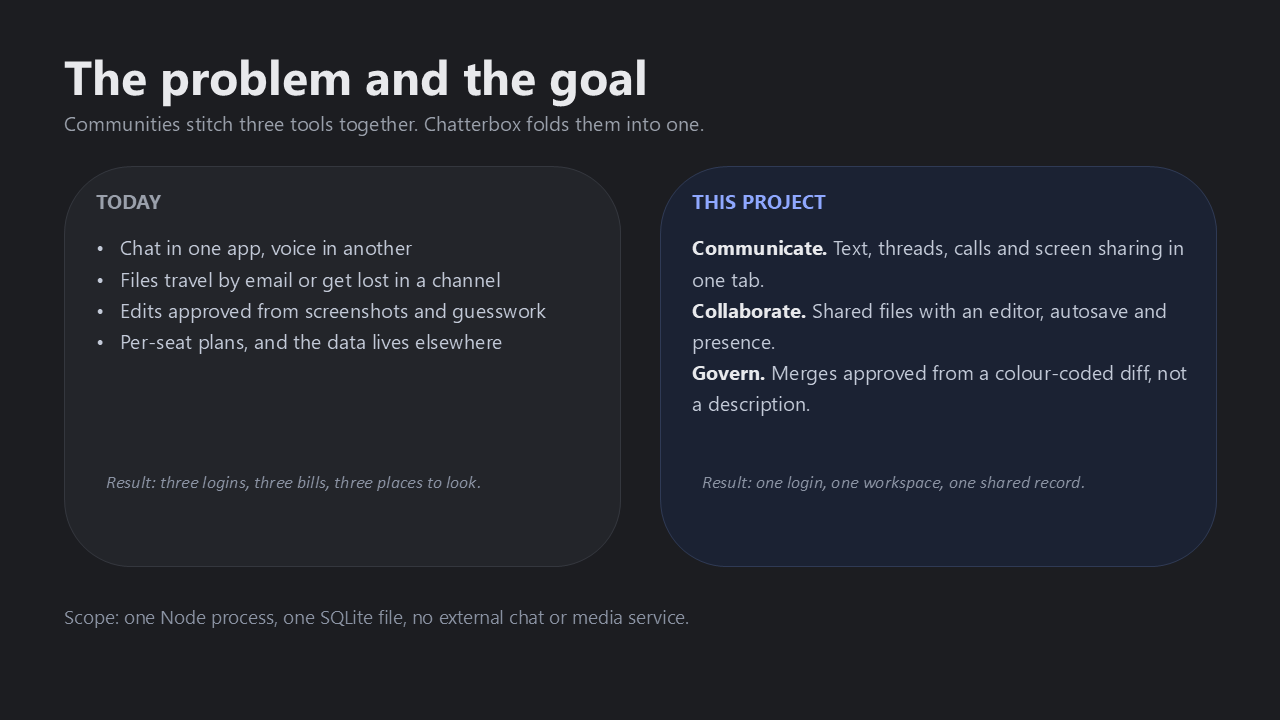 The problem and the goal
Communities stitch three tools together. Chatterbox folds them into one.
TODAY
• Chat in one app, voice in another
• Files travel by email or get lost in a channel
• Edits approved from screenshots and guesswork
• Per-seat plans, and the data lives elsewhere
Result: three logins, three bills, three places to look.
THIS PROJECT
Communicate. Text, threads, calls and screen sharing in
one tab.
Collaborate. Shared files with an editor, autosave and
presence.
Govern. Merges approved from a colour-coded diff, not
a description.
Result: one login, one workspace, one shared record.
Scope: one Node process, one SQLite file, no external chat or media service.